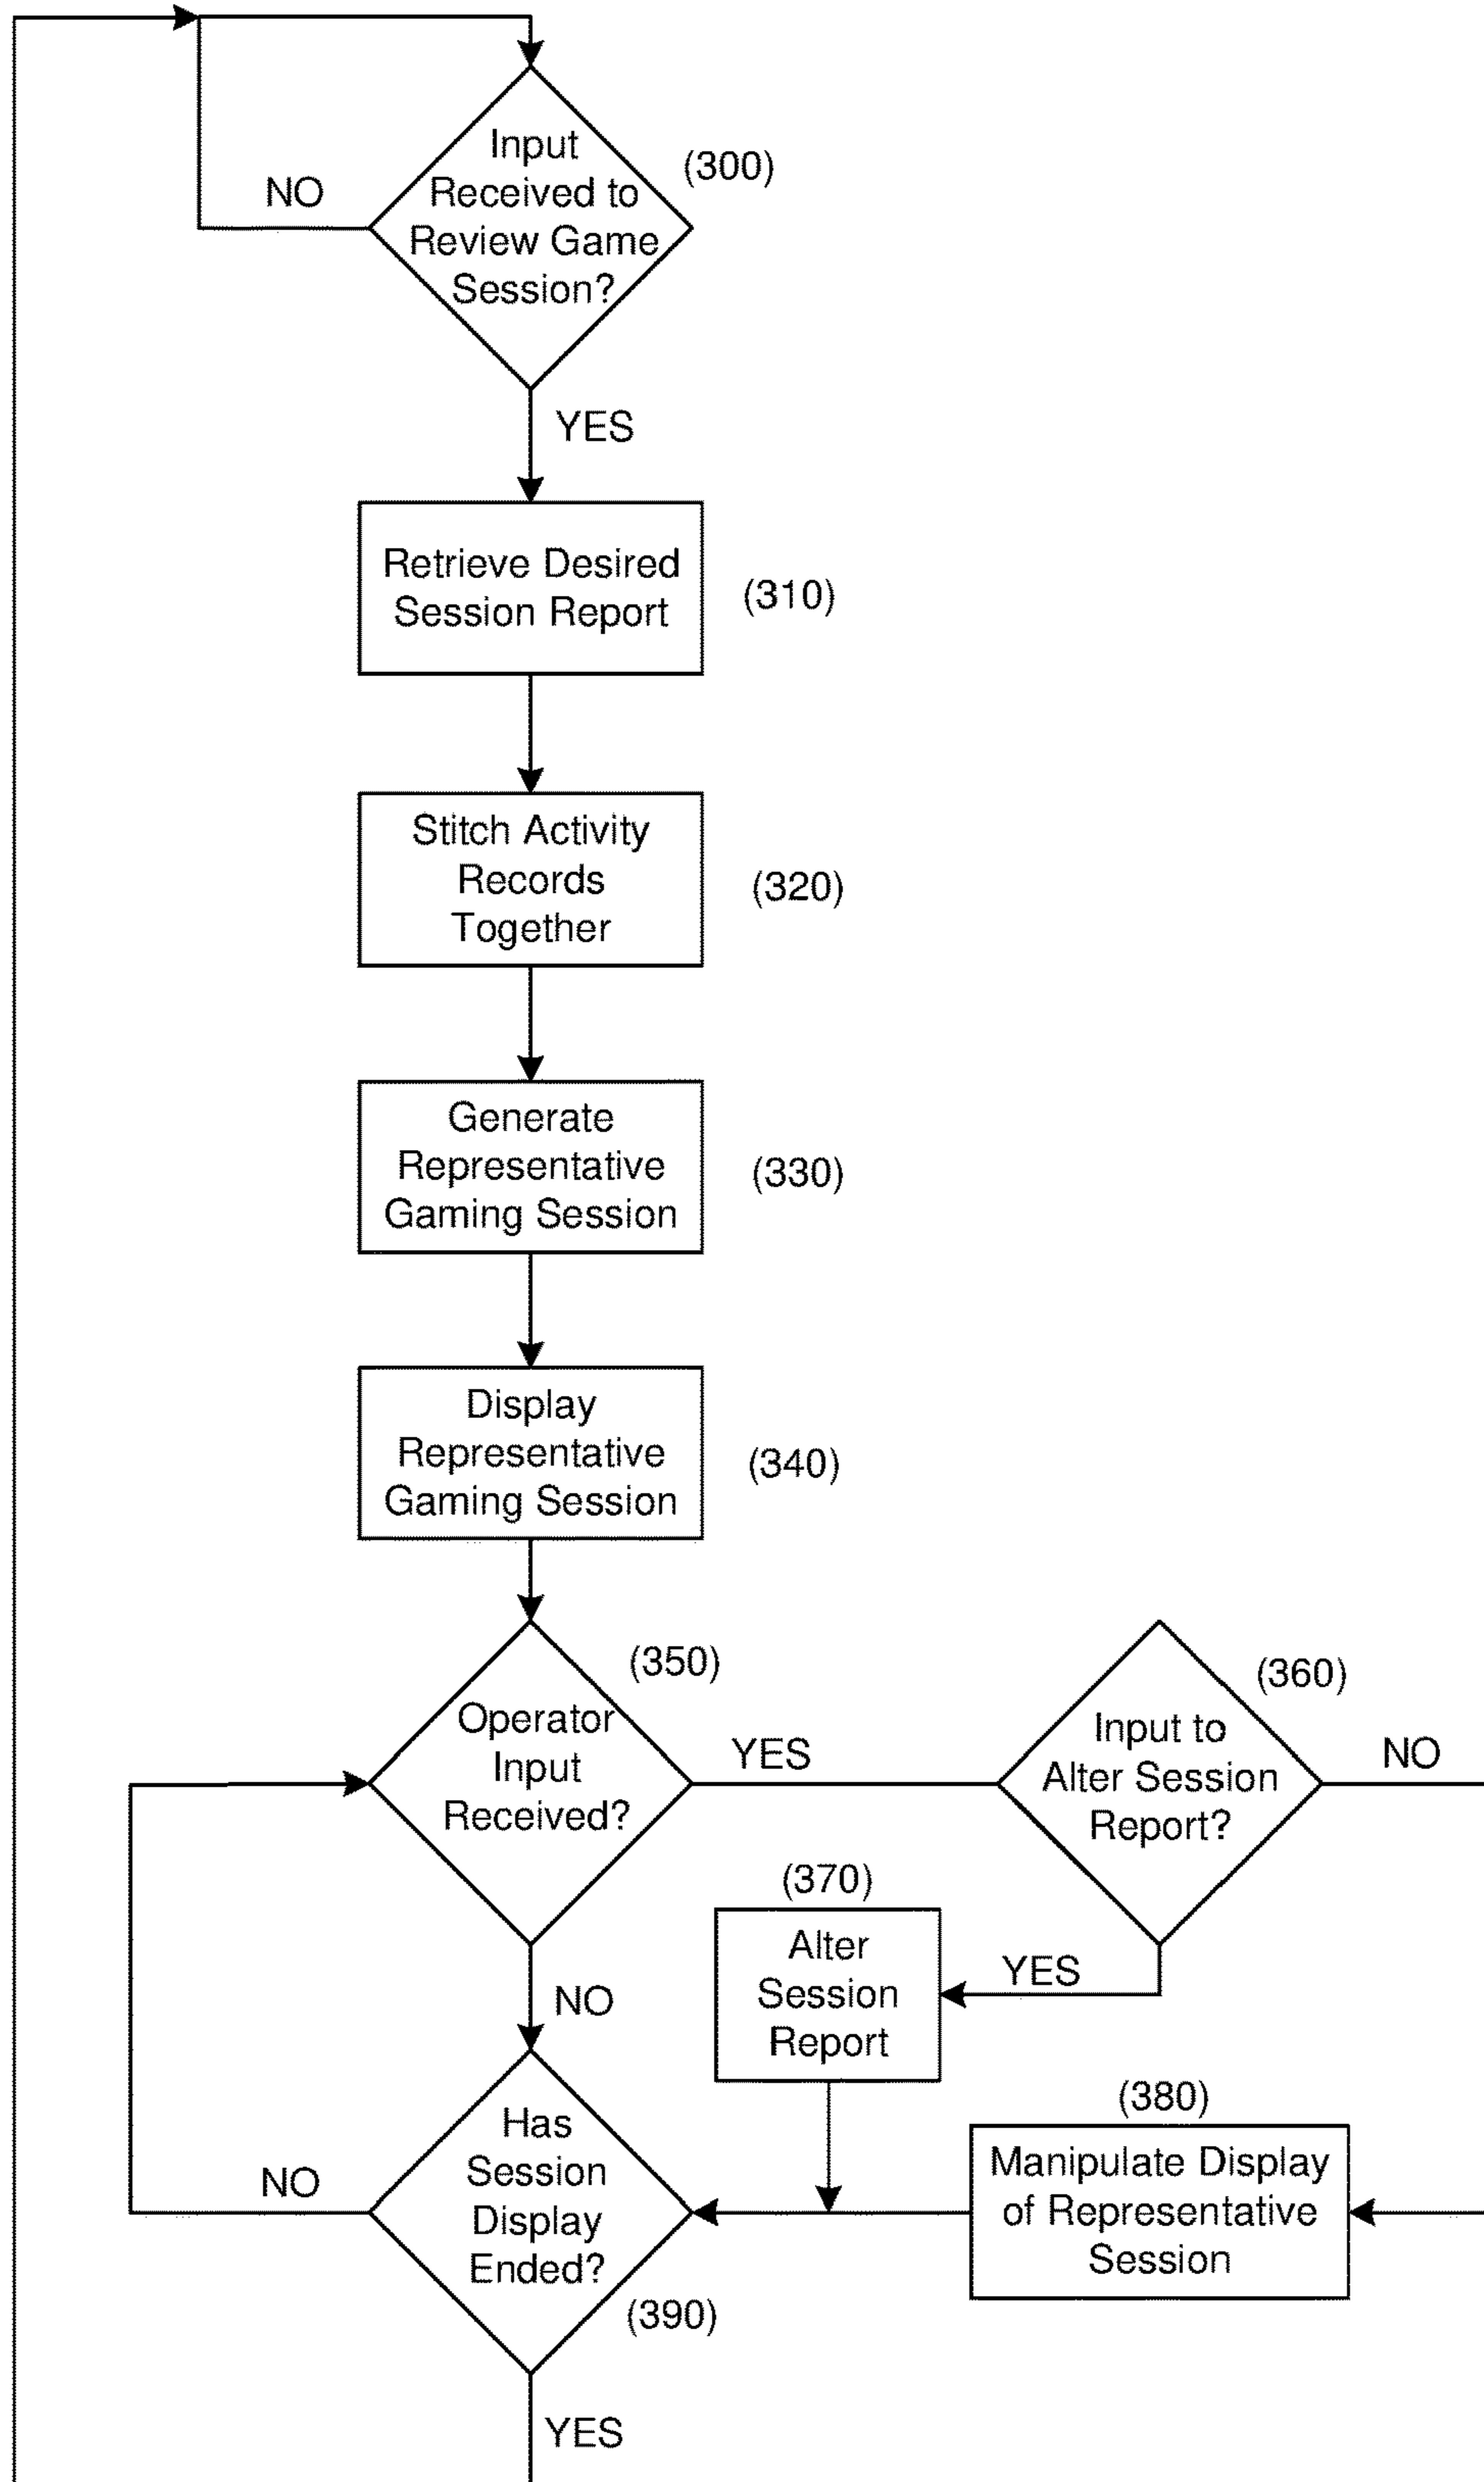 Input
Received to
Review Game
Session?
(300)
NO
YES
Retrieve Desired
Session Report
(310)
Stitch Activity
Records
Together
(320)
Generate
Representative
Gaming Session
(330)
Display
Representative
Gaming Session
(340)
Operator
Input
Received?
(350)
YES
Input to
Alter Session
Report?
(360)
NO
NO
YES
(370)
Alter
Session
Report
(380)
Manipulate Display
of Representative
Session
Has
Session
Display
Ended?
(390)
NO
YES